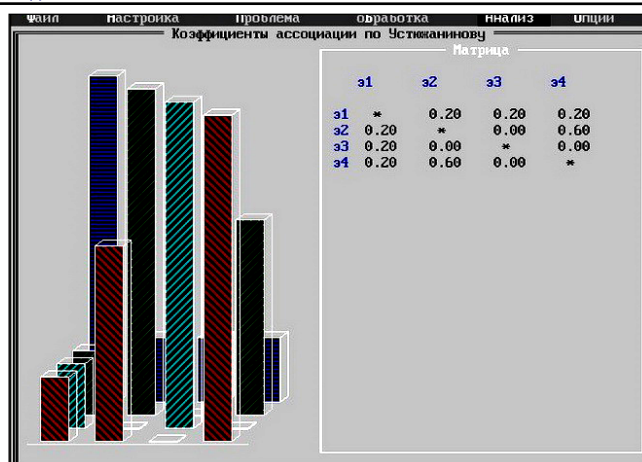 Файл Настройка Проблема оБработка Анализ Опции
Коэффициенты ассоциации по Устюжанинову
Матрица
э1 э2 э3 э4
э1 * 0.20 0.20 0.20
э2 0.20 * 0.00 0.60
э3 0.20 0.00 * 0.00
э4 0.20 0.60 0.00 *